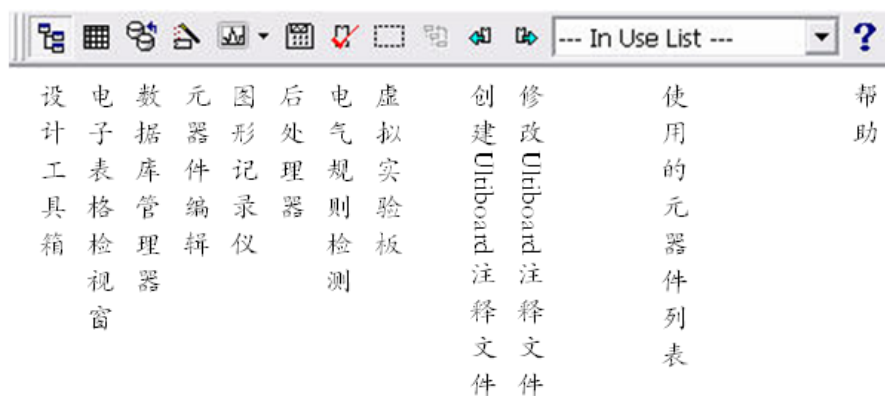 --- In Use List ---
设计工具箱
电子表格检视窗
数据库管理器
元器件编辑
图形记录仪
后处理器
电气规则检测
虚拟实验板
创建Ultiboard注释文件
修改Ultiboard注释文件
使用的元器件列表
帮助